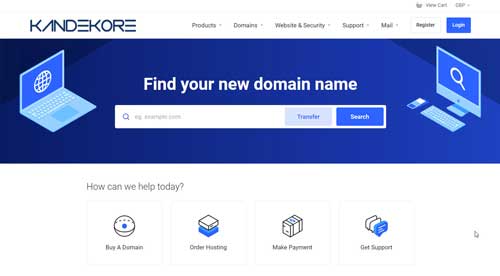 View Cart GBP
KANDEKORE
Products Domains Website & Security Support Mail Register Login
Find your new domain name
eg. example.com Transfer Search
How can we help today?
Buy A Domain Order Hosting Make Payment Get Support